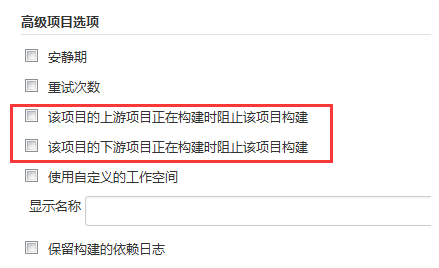 高级项目选项
安静期
重试次数
该项目的上游项目正在构建时阻止该项目构建
该项目的下游项目正在构建时阻止该项目构建
使用自定义的工作空间
显示名称
保留构建的依赖日志